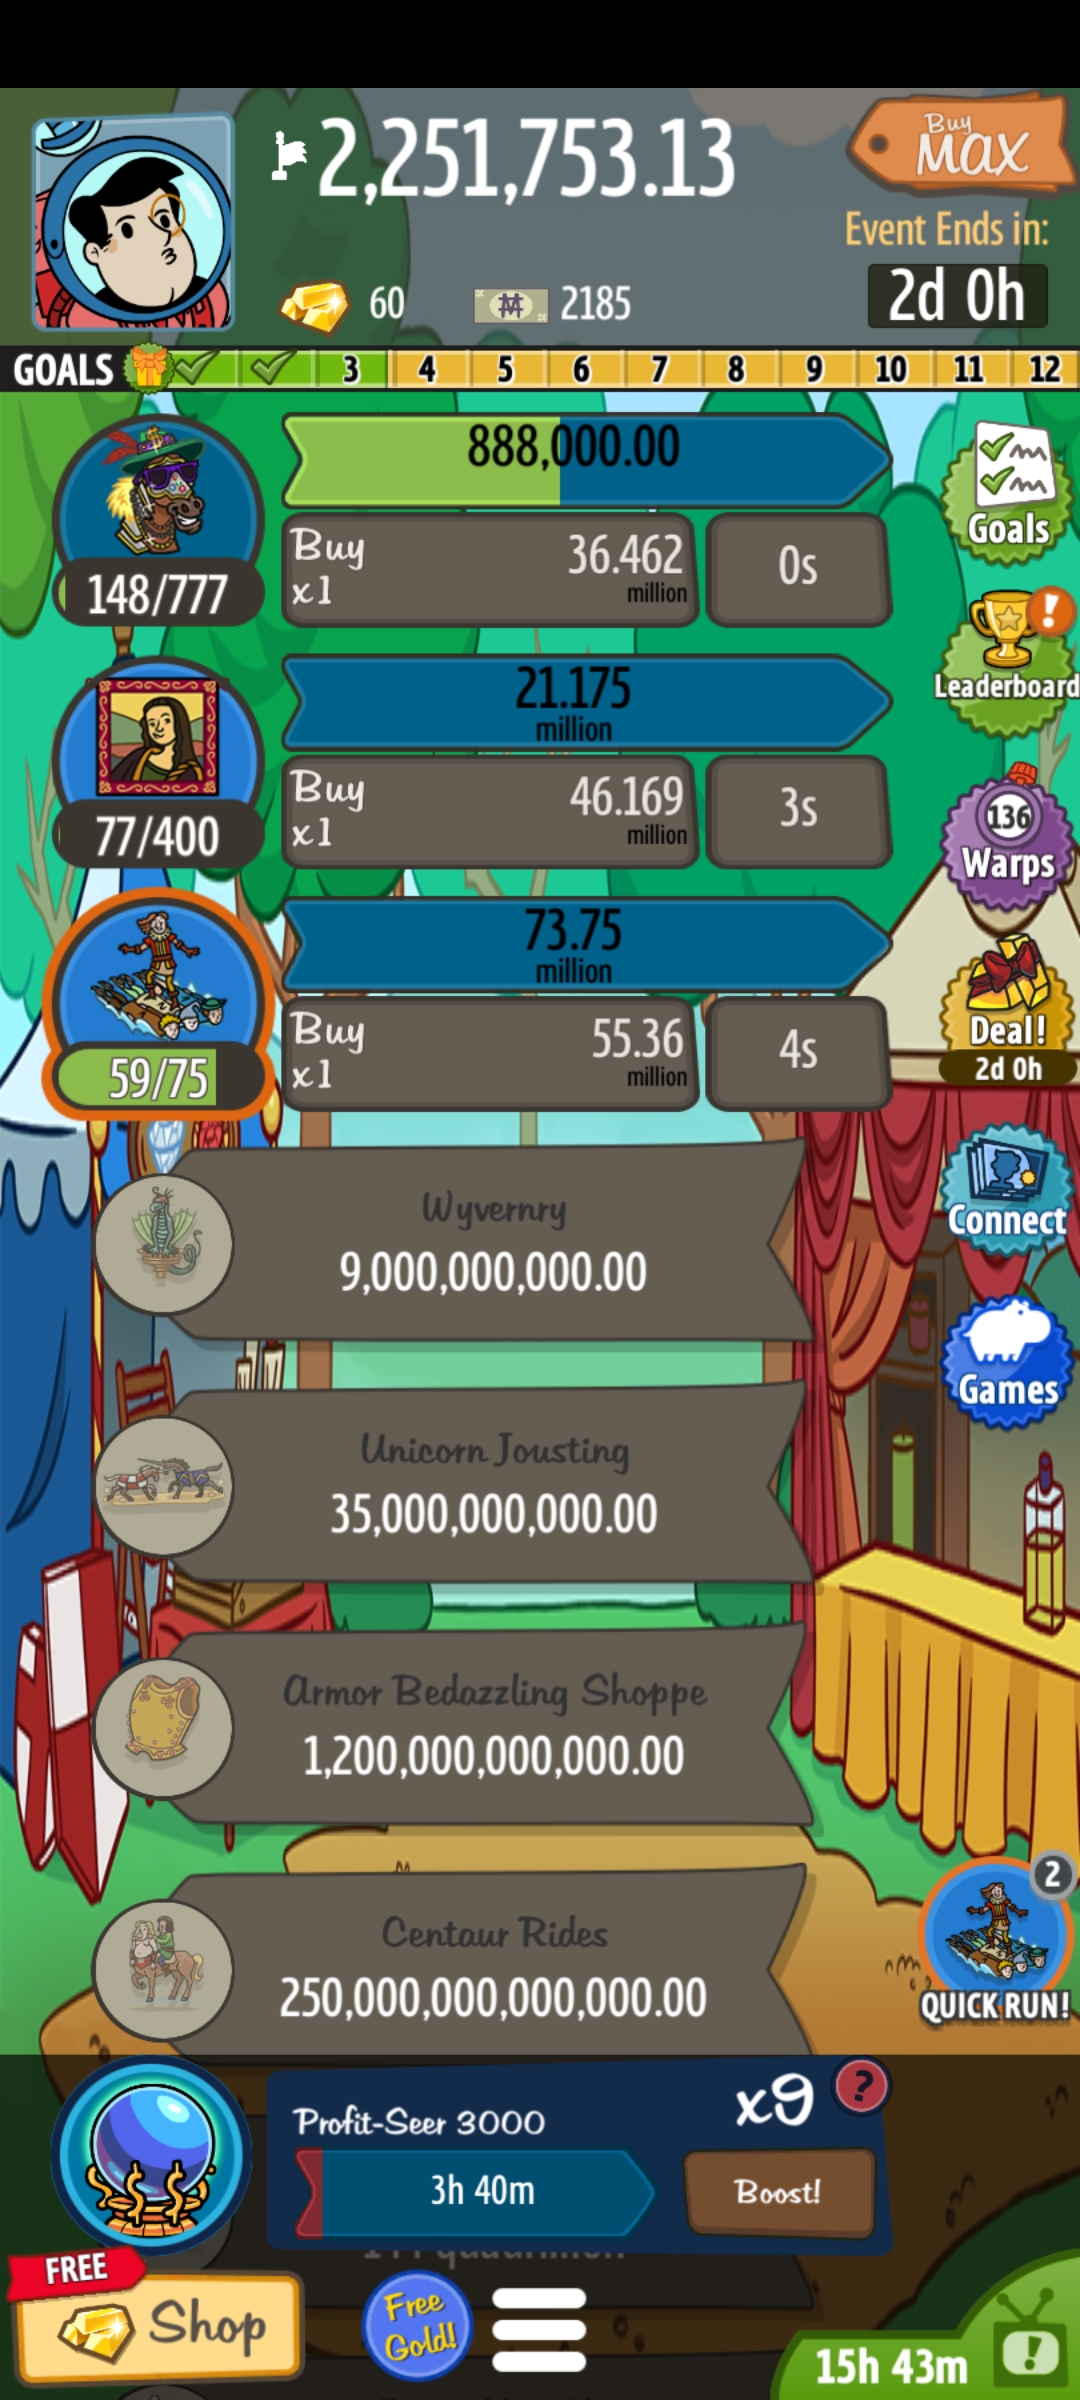 2,251,753.13
Buy
MAX
Event Ends in:
2d 0h
60
2185
GOALS 3 4 5 6 7 8 9 10 11 12
888,000.00
Buy
x1
36.462
million
0s
148/777
Goals
Leaderboard
21.175
million
Buy
x1
46.169
million
3s
77/400
136
Warps
73.75
million
Buy
x1
55.36
million
4s
59/75
Deal!
2d 0h
Wyvernry
9,000,000,000.00
Connect
Unicorn Jousting
35,000,000,000.00
Games
Armor Bedazzling Shoppe
1,200,000,000,000.00
Centaur Rides
250,000,000,000,000.00
2
QUICK RUN!
Profit-Seer 3000
x9
?
3h 40m
Boost!
FREE
Shop
Free
Gold!
!
15h 43m